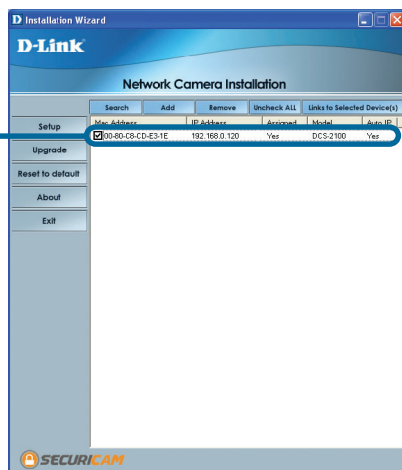 D Installation Wizard
D-Link
Network Camera Installation
Search Add Remove Uncheck ALL Links to Selected Device(s)
Mac Address IP Address Assigned Model Auto IP
00-80-C8-CD-E3-1E 192.168.0.120 Yes DCS-2100 Yes
Setup
Upgrade
Reset to default
About
Exit
SECURICAM